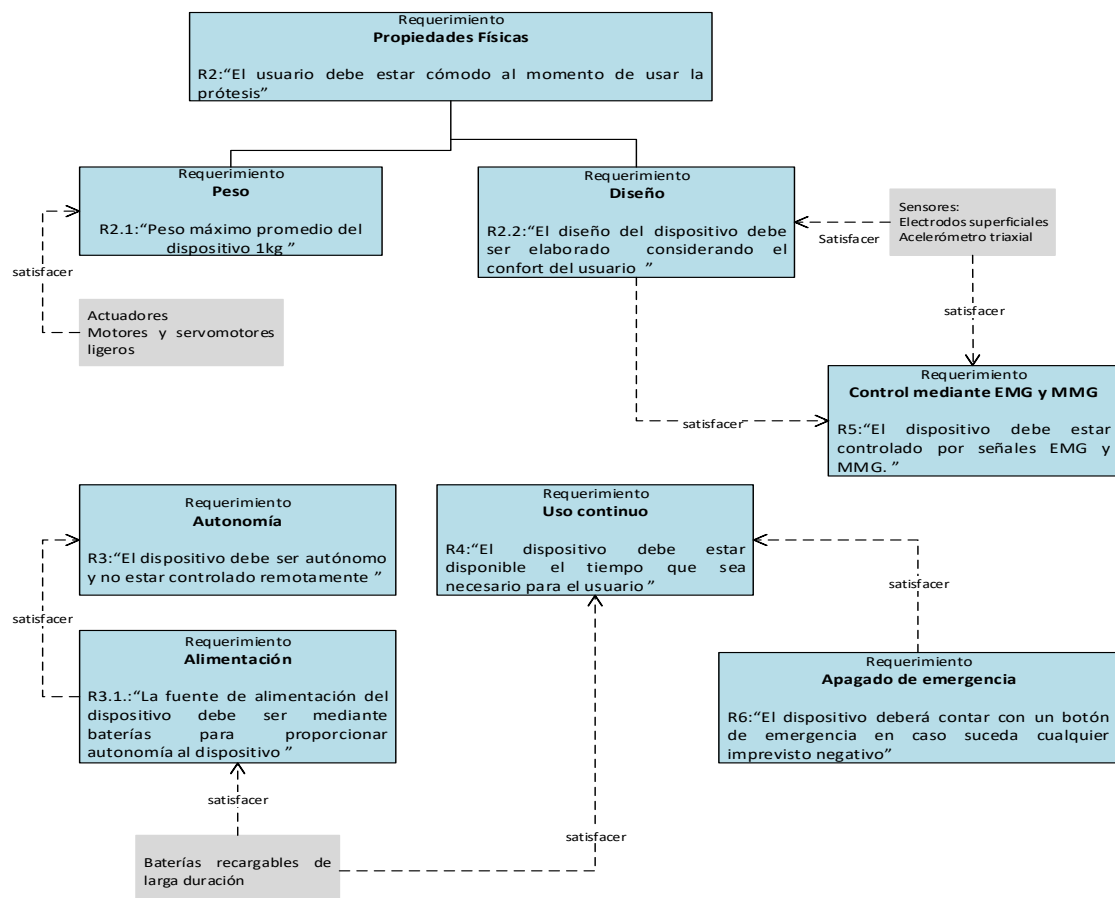 Requerimiento
Propiedades Físicas
R2:“El usuario debe estar cómodo al momento de usar la
prótesis”
Requerimiento
Peso
R2.1:“Peso máximo promedio del
dispositivo 1kg ”
Requerimiento
Diseño
R2.2:“El diseño del dispositivo debe
ser elaborado considerando el
confort del usuario ”
Sensores:
Electrodos superficiales
Acelerómetro triaxial
Satisfacer
satisfacer
satisfacer
Actuadores
Motores y servomotores
ligeros
Requerimiento
Control mediante EMG y MMG
R5:“El dispositivo debe estar
controlado por señales EMG y
MMG. ”
satisfacer
Requerimiento
Autonomía
R3:“El dispositivo debe ser autónomo
y no estar controlado remotamente ”
Requerimiento
Uso continuo
R4:“El dispositivo debe estar
disponible el tiempo que sea
necesario para el usuario ”
satisfacer
satisfacer
Requerimiento
Alimentación
R3.1.:“La fuente de alimentación del
dispositivo debe ser mediante
baterías para proporcionar
autonomía al dispositivo ”
Requerimiento
Apagado de emergencia
R6:“El dispositivo deberá contar con un botón
de emergencia en caso suceda cualquier
imprevisto negativo”
satisfacer
satisfacer
Baterías recargables de
larga duración